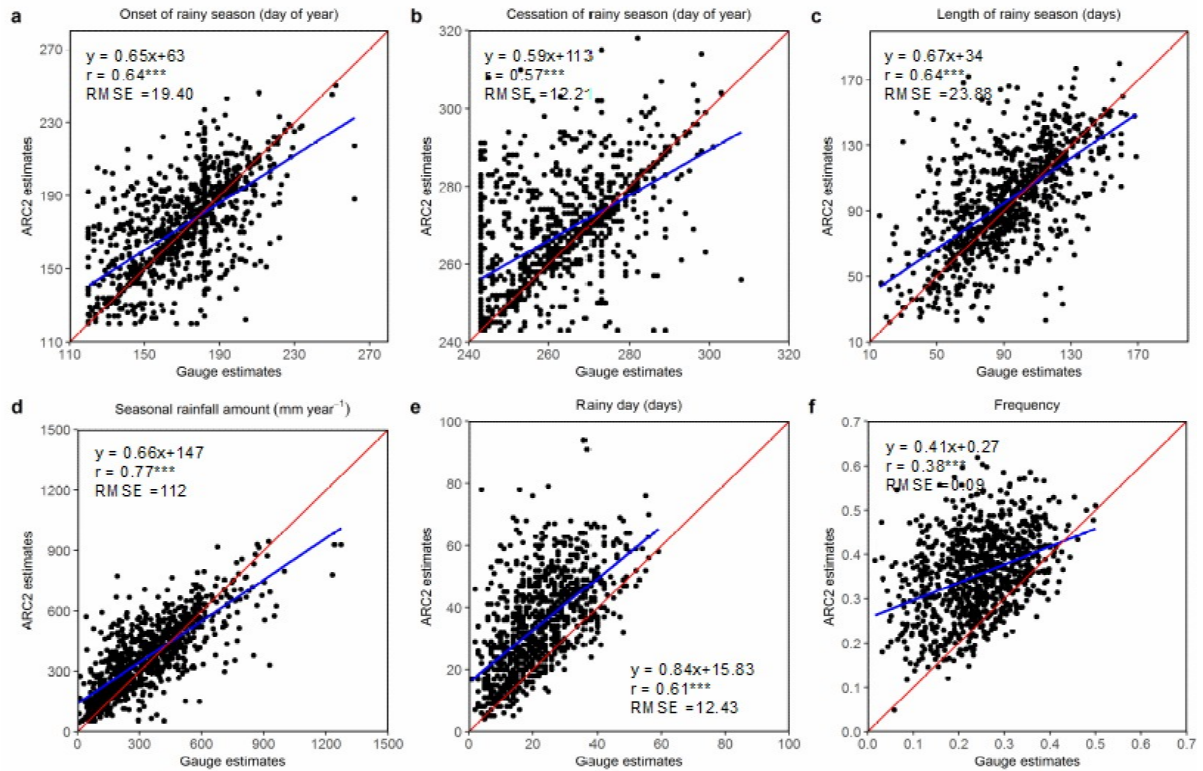 a Onset of rainy season (day of year)
y = 0.65x+63
r = 0.64***
RMSE =19.40
ARC2 estimates
270
230
190
150
110
110 150 190 230 270
Gauge estimates
b Cessation of rainy season (day of year)
y = 0.59x+113
r = 0.57***
RMSE =12.21
ARC2 estimates
320
300
280
260
240
240 260 280 300 320
Gauge estimates
c Length of rainy season (days)
y = 0.67x+34
r = 0.64***
RMSE =23.88
ARC2 estimates
170
130
90
50
10
10 50 90 130 170
Gauge estimates
d Seasonal rainfall amount (mm year⁻¹)
y = 0.66x+147
r = 0.77***
RMSE =112
ARC2 estimates
1500
1200
900
600
300
0
0 300 600 900 1200 1500
Gauge estimates
e Rainy day (days)
y = 0.84x+15.83
r = 0.61***
RMSE =12.43
ARC2 estimates
100
80
60
40
20
0
0 20 40 60 80 100
Gauge estimates
f Frequency
y = 0.41x+0.27
r = 0.38***
RMSE =0.09
ARC2 estimates
0.7
0.6
0.5
0.4
0.3
0.2
0.1
0.0
0.0 0.1 0.2 0.3 0.4 0.5 0.6 0.7
Gauge estimates